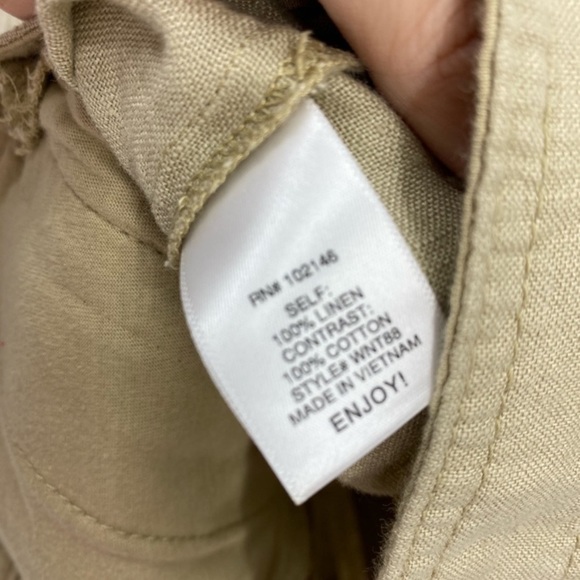 RN# 102146
SELF:
100% LINEN
CONTRAST:
100% COTTON
STYLE# WNT88
MADE IN VIETNAM
ENJOY!